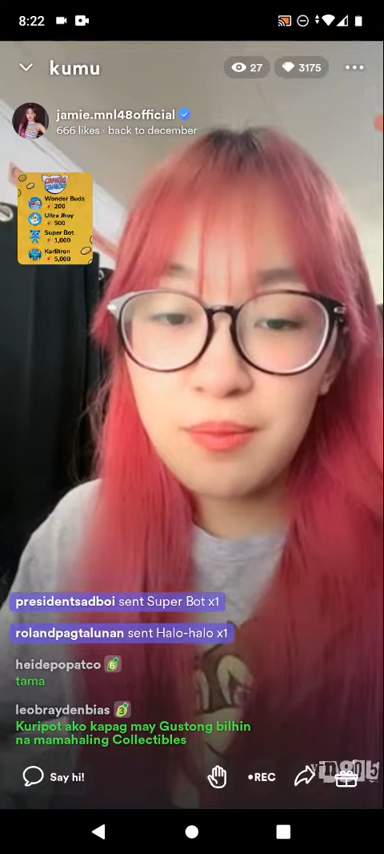 8:22
kumu
27
3175
jamie.mnl48official
666 likes • back to december
Wonder Buds
200
Ultra Jhoy
500
Super Bot
1,000
Karlitron
5,000
presidentsadboi sent Super Bot x1
rolandpagtalunan sent Halo-halo x1
heidepopatco 6
tama
leobraydenbias 3
Kuripot ako kapag may Gustong bilhin
na mamahaling Collectibles
Say hi!
•REC